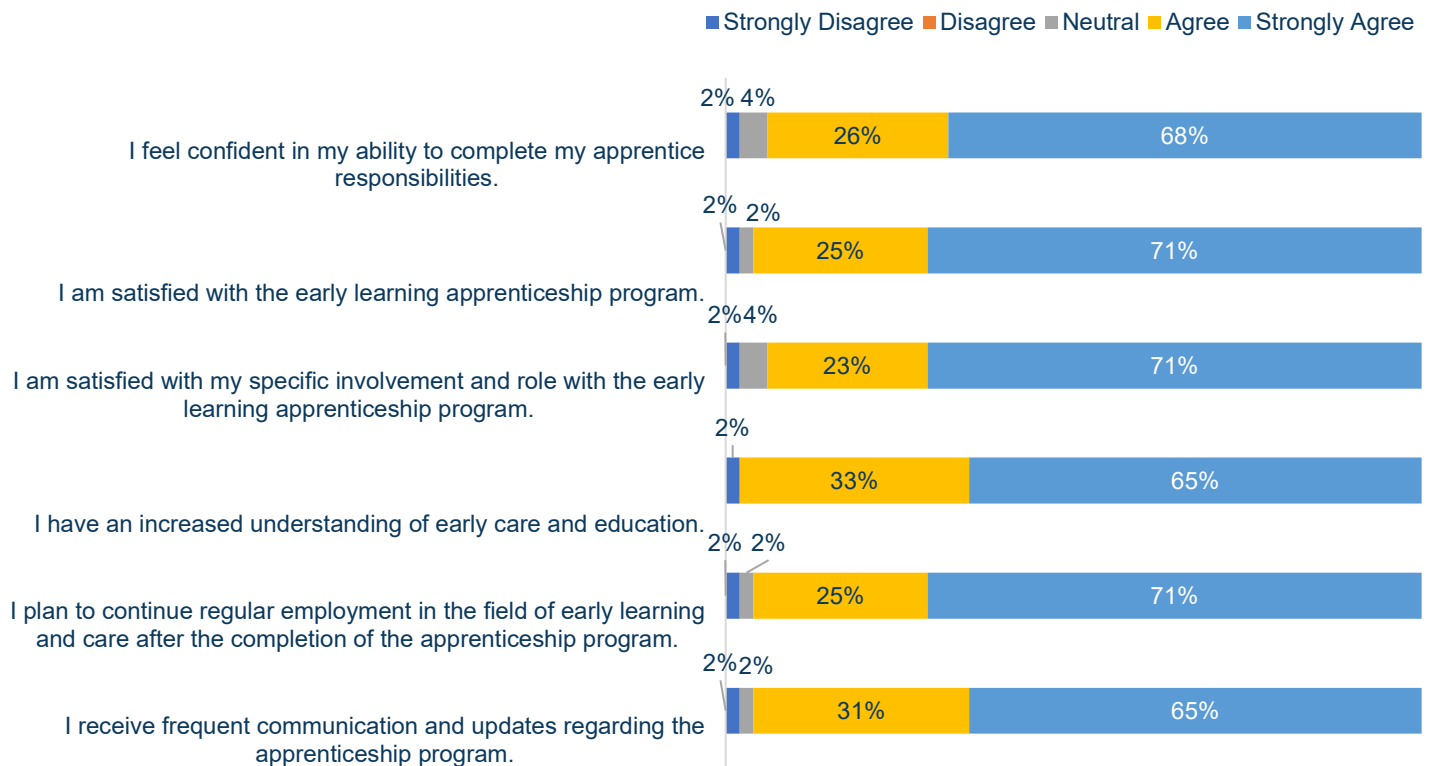 Strongly Disagree Disagree Neutral Agree Strongly Agree
2% 4%
26% 68%
I feel confident in my ability to complete my apprentice
responsibilities.
2% 2%
25% 71%
I am satisfied with the early learning apprenticeship program.
2% 4%
23% 71%
I am satisfied with my specific involvement and role with the early
learning apprenticeship program.
2%
33% 65%
I have an increased understanding of early care and education.
2% 2%
25% 71%
I plan to continue regular employment in the field of early learning
and care after the completion of the apprenticeship program.
2% 2%
31% 65%
I receive frequent communication and updates regarding the
apprenticeship program.